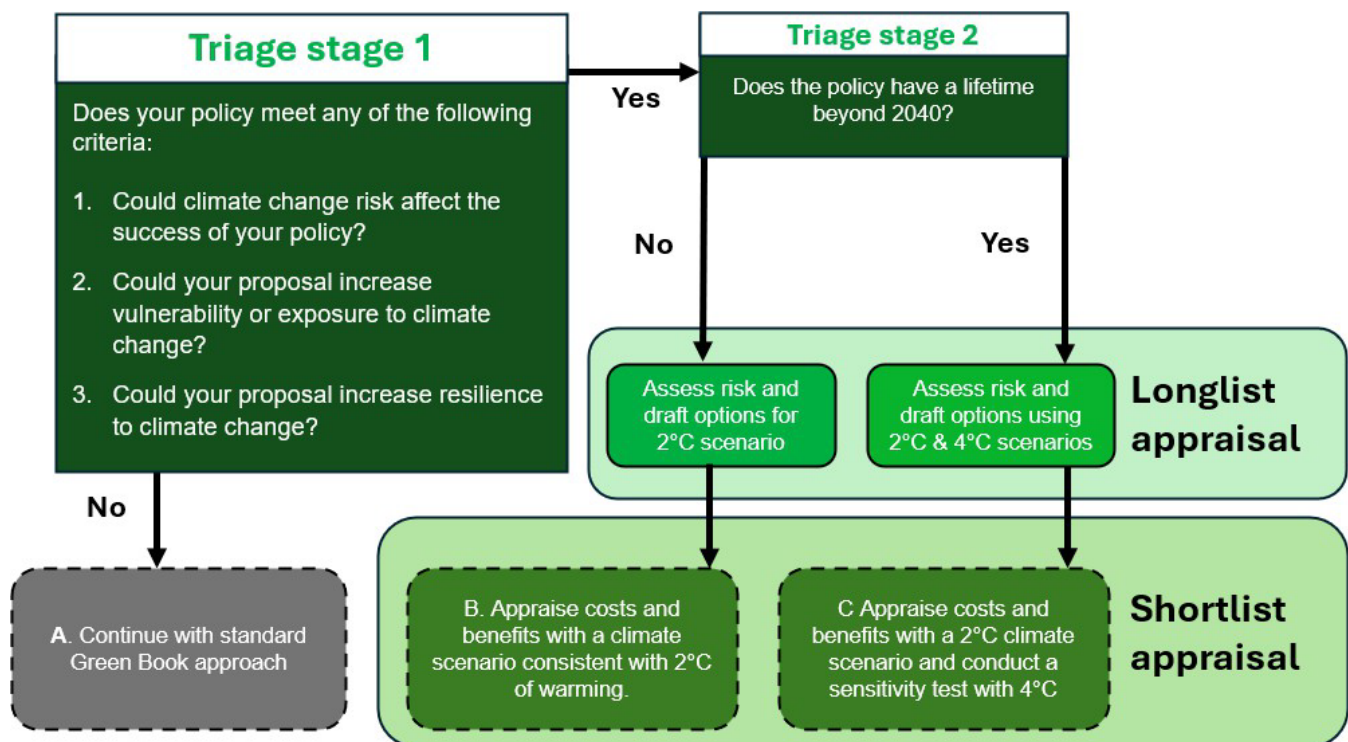 Triage stage 1
Does your policy meet any of the following
criteria:
1. Could climate change risk affect the
success of your policy?
2. Could your proposal increase
vulnerability or exposure to climate
change?
3. Could your proposal increase resilience
to climate change?
Yes
Triage stage 2
Does the policy have a lifetime
beyond 2040?
No
Yes
Assess risk and
draft options for
2°C scenario
Assess risk and
draft options using
2°C & 4°C scenarios
Longlist
appraisal
No
A. Continue with standard
Green Book approach
B. Appraise costs and
benefits with a climate
scenario consistent with 2°C
of warming.
C Appraise costs and
benefits with a 2°C climate
scenario and conduct a
sensitivity test with 4°C
Shortlist
appraisal